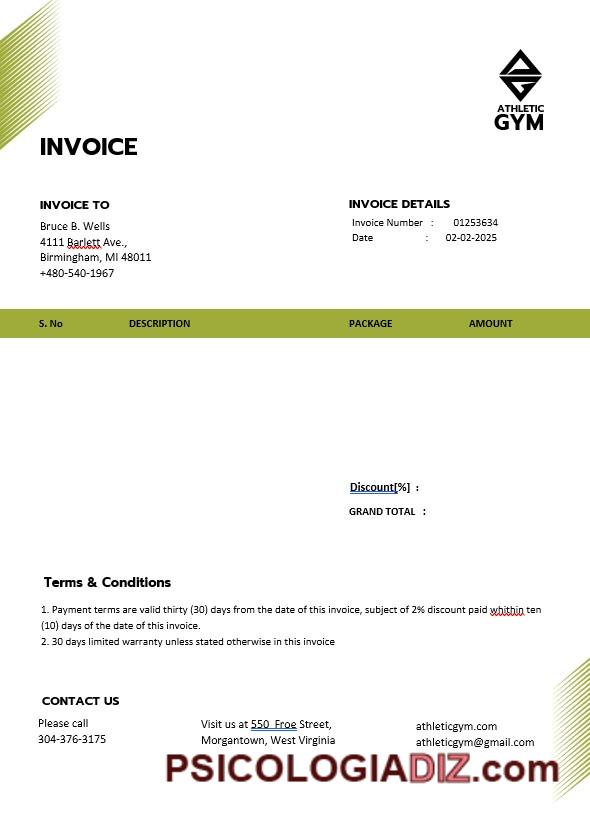 ATHLETIC
GYM
INVOICE
INVOICE TO
Bruce B. Wells
4111 Barlett Ave.,
Birmingham, MI 48011
+480-540-1967
INVOICE DETAILS
Invoice Number : 01253634
Date : 02-02-2025
S. No DESCRIPTION PACKAGE AMOUNT
Discount[%] :
GRAND TOTAL :
Terms & Conditions
1. Payment terms are valid thirty (30) days from the date of this invoice, subject of 2% discount paid whithin ten
(10) days of the date of this invoice.
2. 30 days limited warranty unless stated otherwise in this invoice
CONTACT US
Please call
304-376-3175
Visit us at 550 Froe Street,
Morgantown, West Virginia
athleticgym.com
athleticgym@gmail.com
PSICOLOGIADIZ.com